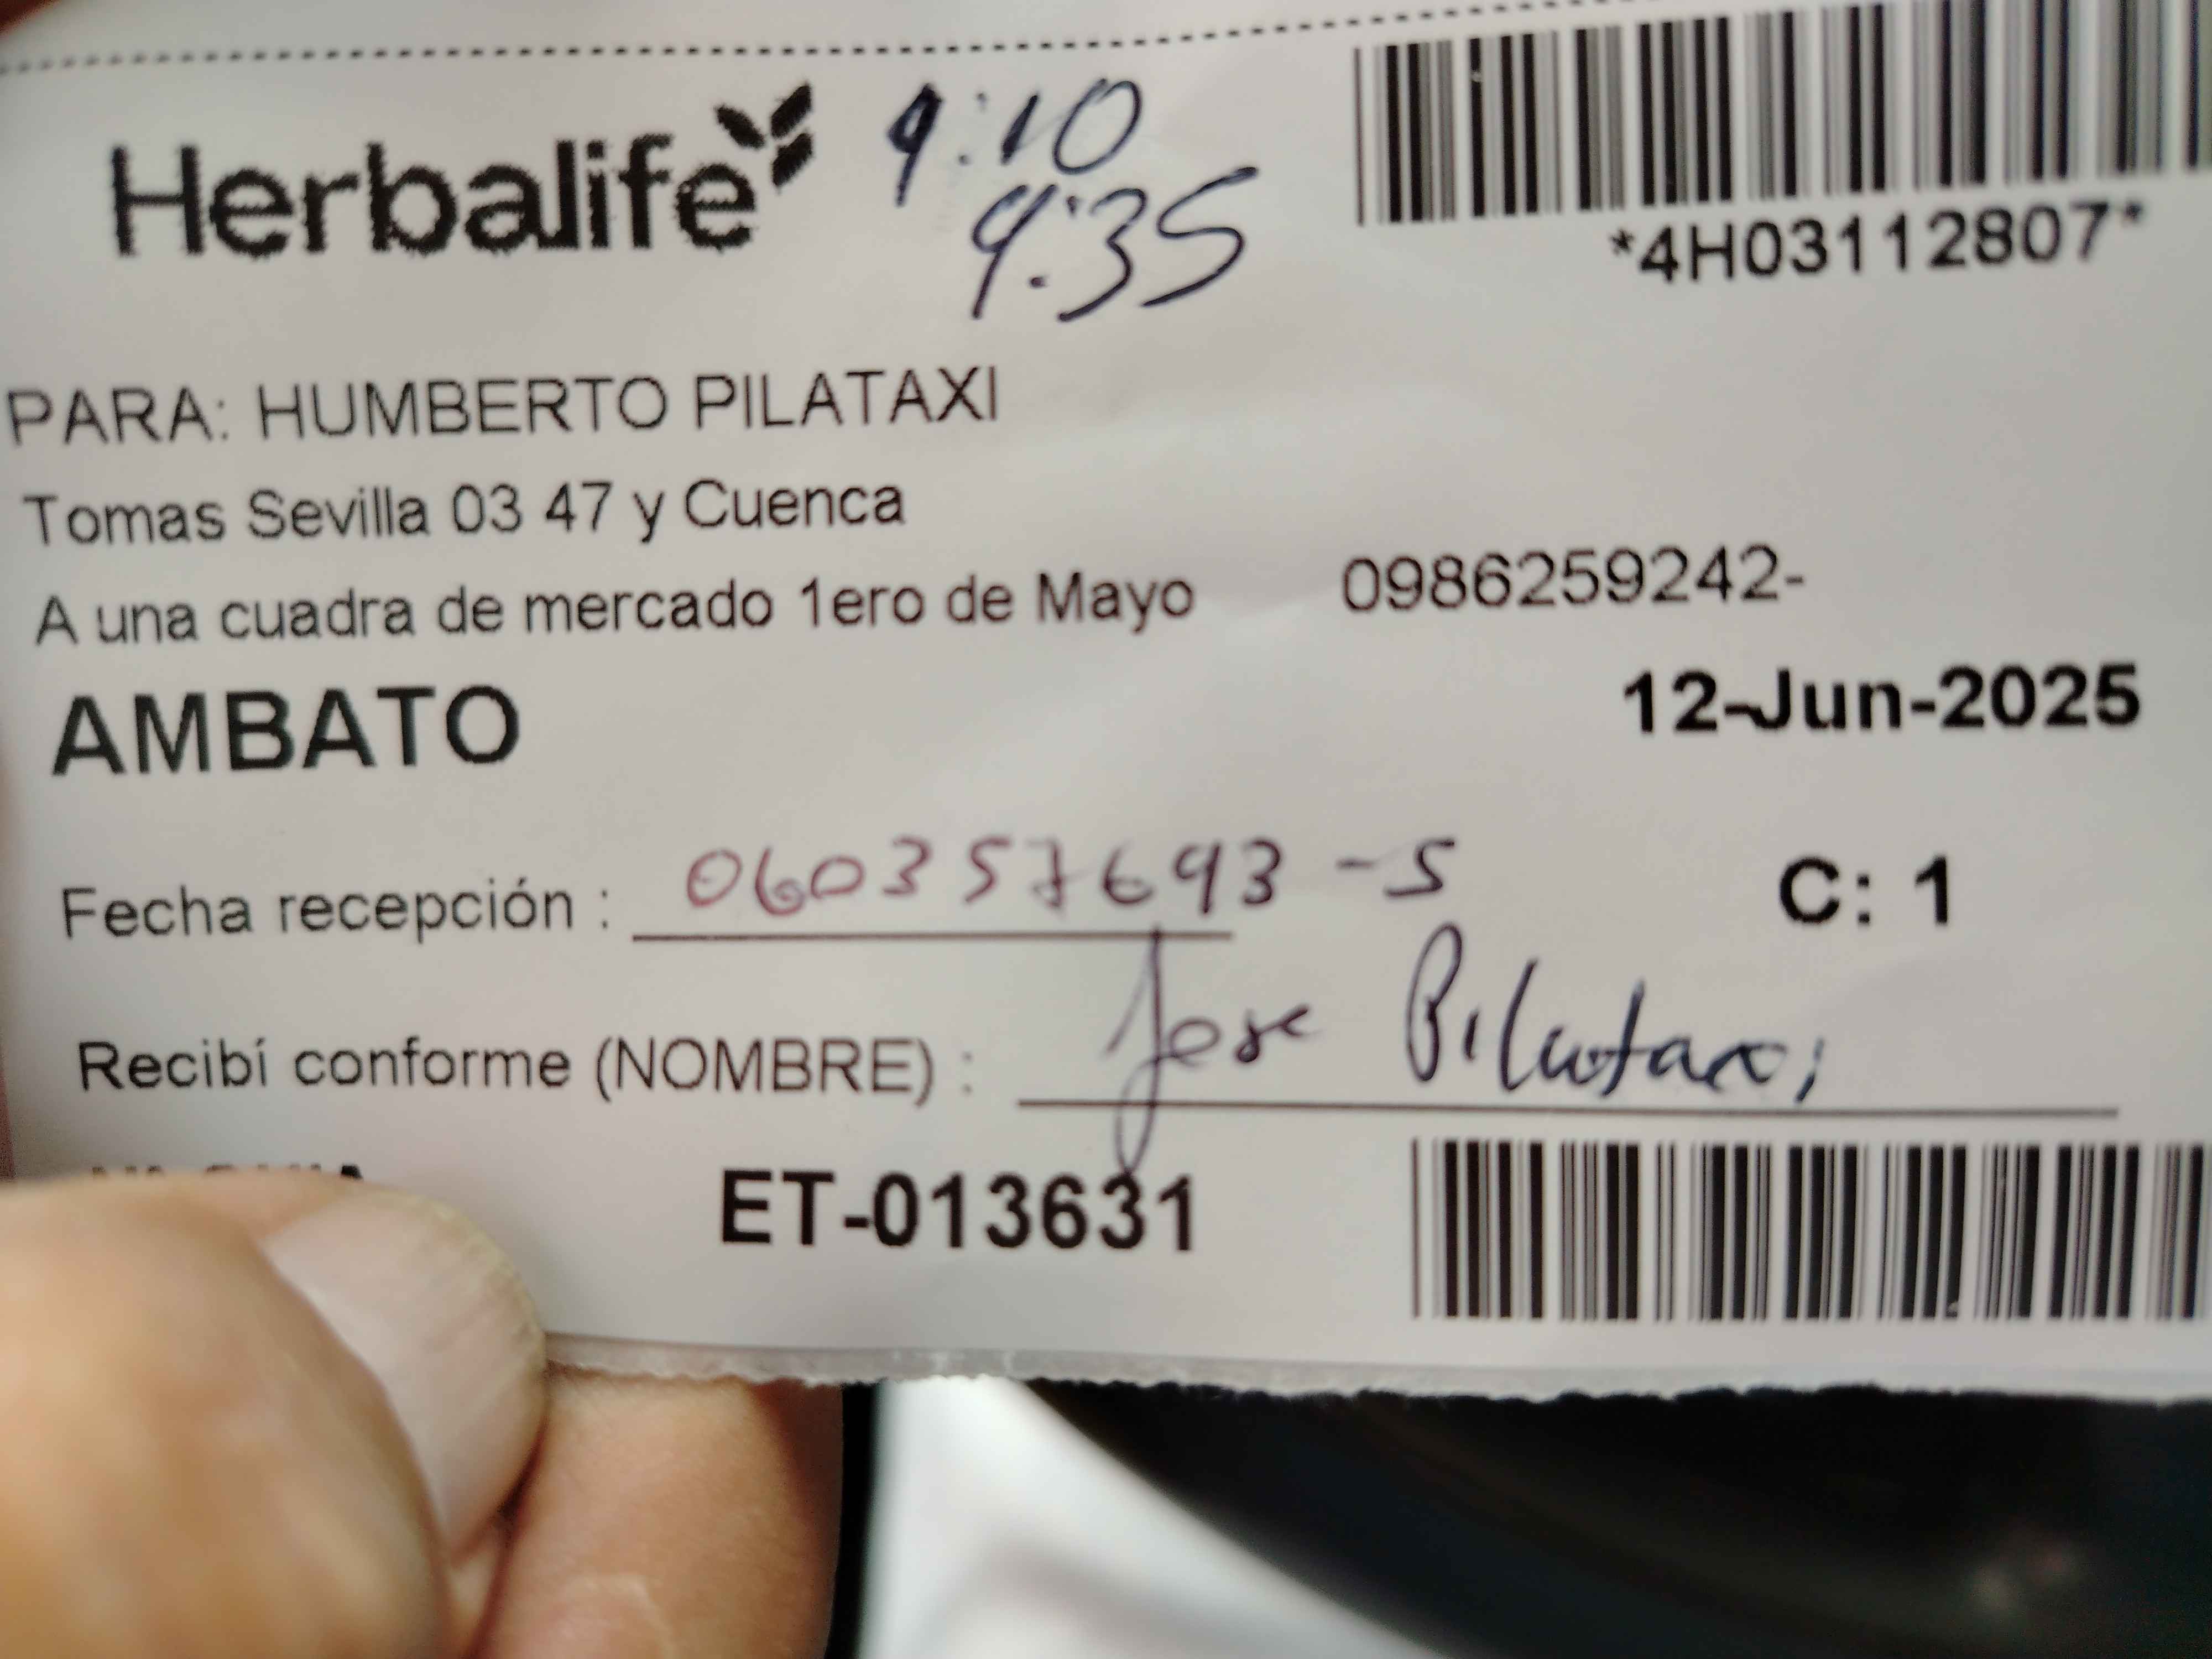 Herbalife
9:10
9:35
*4H03112807*
PARA: HUMBERTO PILATAXI
Tomas Sevilla 03 47 y Cuenca
A una cuadra de mercado 1ero de Mayo 0986259242-
AMBATO 12-Jun-2025
Fecha recepción : 060357693-5 C: 1
Recibí conforme (NOMBRE) : Jose Pilataxi
ET-013631